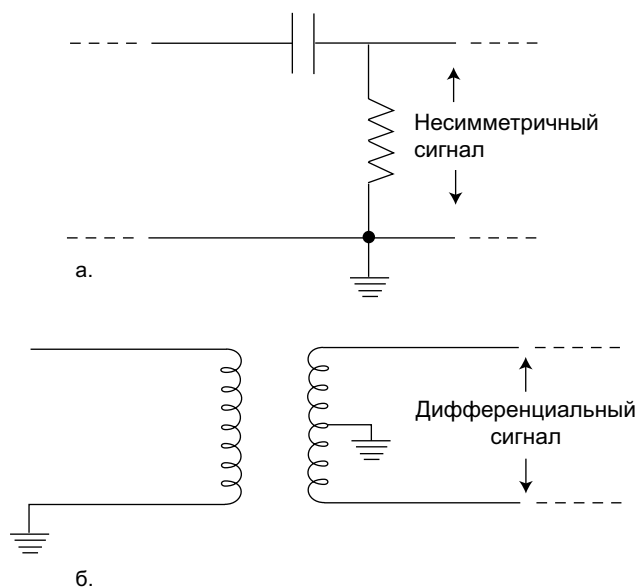 Несимметричный
сигнал
а.
Дифференциальный
сигнал
б.